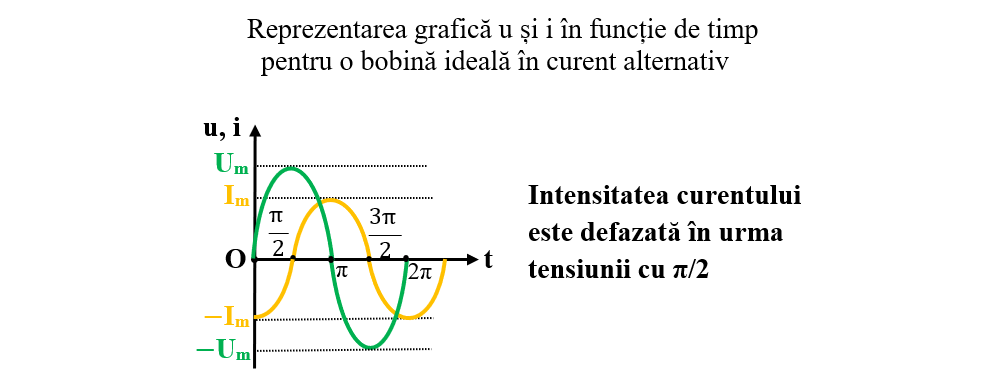 Reprezentarea grafică u și i în funcție de timp
pentru o bobină ideală în curent alternativ
u, i
Um
Im
π/2
3π/2
O
π
2π
t
−Im
−Um
Intensitatea curentului
este defazată în urma
tensiunii cu π/2